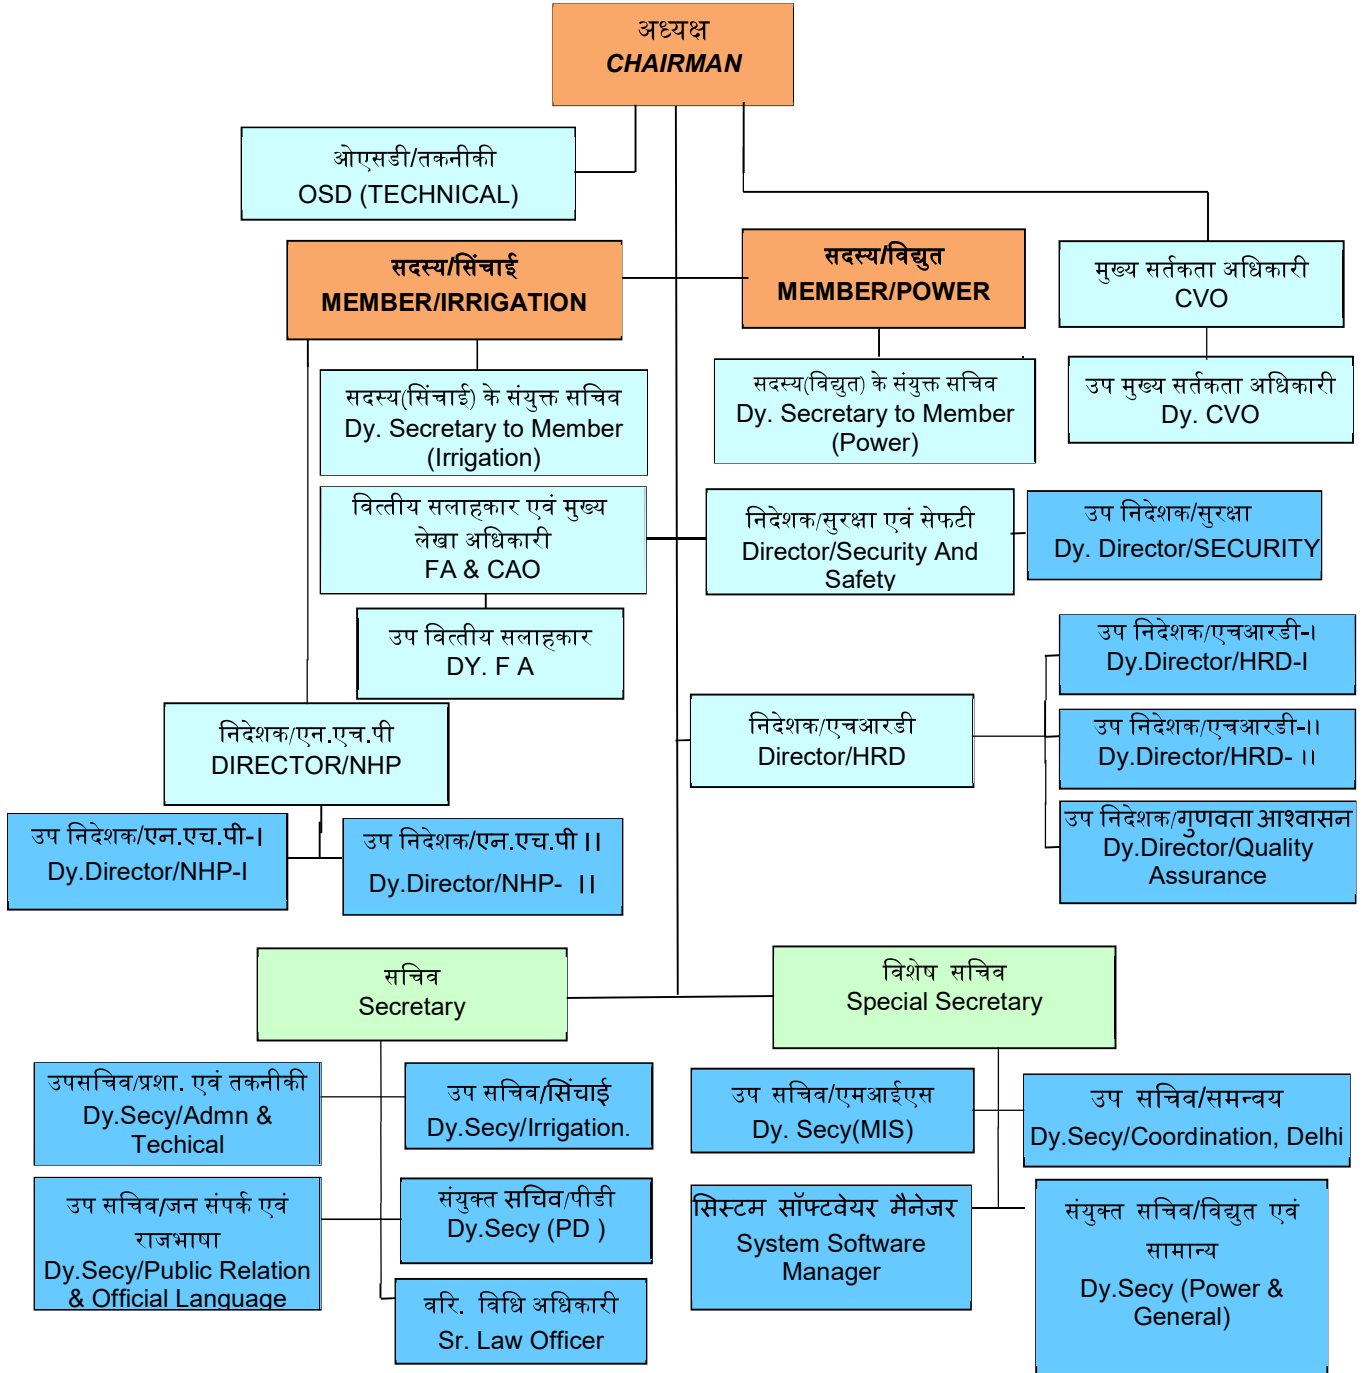 अध्यक्ष
CHAIRMAN
ओएसडी/तकनीकी
OSD (TECHNICAL)
सदस्य/सिंचाई
MEMBER/IRRIGATION
सदस्य/विद्युत
MEMBER/POWER
मुख्य सर्तकता अधिकारी
CVO
सदस्य(सिंचाई) के संयुक्त सचिव
Dy. Secretary to Member
(Irrigation)
सदस्य(विद्युत) के संयुक्त सचिव
Dy. Secretary to Member
(Power)
उप मुख्य सर्तकता अधिकारी
Dy. CVO
वित्तीय सलाहकार एवं मुख्य
लेखा अधिकारी
FA & CAO
निदेशक/सुरक्षा एवं सेफटी
Director/Security And
Safety
उप निदेशक/सुरक्षा
Dy. Director/SECURITY
उप वित्तीय सलाहकार
DY. F A
उप निदेशक/एचआरडी-।
Dy.Director/HRD-I
निदेशक/एन.एच.पी
DIRECTOR/NHP
निदेशक/एचआरडी
Director/HRD
उप निदेशक/एचआरडी-।।
Dy.Director/HRD- ।।
उप निदेशक/एन.एच.पी-I
Dy.Director/NHP-I
उप निदेशक/एन.एच.पी II
Dy.Director/NHP- II
उप निदेशक/गुणवता आश्वासन
Dy.Director/Quality
Assurance
सचिव
Secretary
विशेष सचिव
Special Secretary
उपसचिव/प्रशा. एवं तकनीकी
Dy.Secy/Admn &
Techical
उप सचिव/सिंचाई
Dy.Secy/Irrigation.
उप सचिव/एमआईएस
Dy. Secy(MIS)
उप सचिव/समन्वय
Dy.Secy/Coordination, Delhi
उप सचिव/जन संपर्क एवं
राजभाषा
Dy.Secy/Public Relation
& Official Language
संयुक्त सचिव/पीडी
Dy.Secy (PD )
सिस्टम सॉफ्टवेयर मैनेजर
System Software
Manager
संयुक्त सचिव/विद्युत एवं
सामान्य
Dy.Secy (Power &
General)
वरि. विधि अधिकारी
Sr. Law Officer